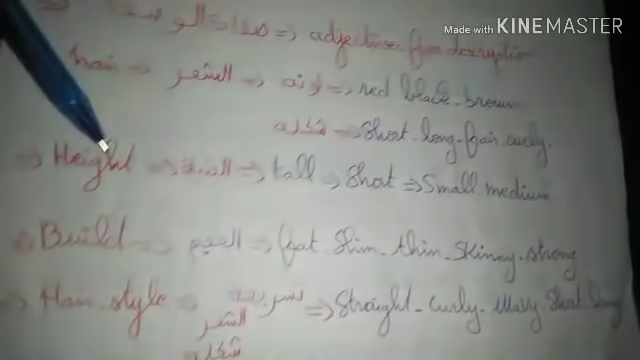 Made with KINEMASTER
صفات الوصف => adjectives for description
hair => الشعر => لونه => red black - brown
شكله => Short - long - fair - curly.
=> Height => القامة => tall => Short => Small - medium
Build => الحجم => fat Slim - thin - Skinny - strong
=> Hair - style => تسريحة => Straight - Curly - Wavy - Short - long
الشعر
شكله